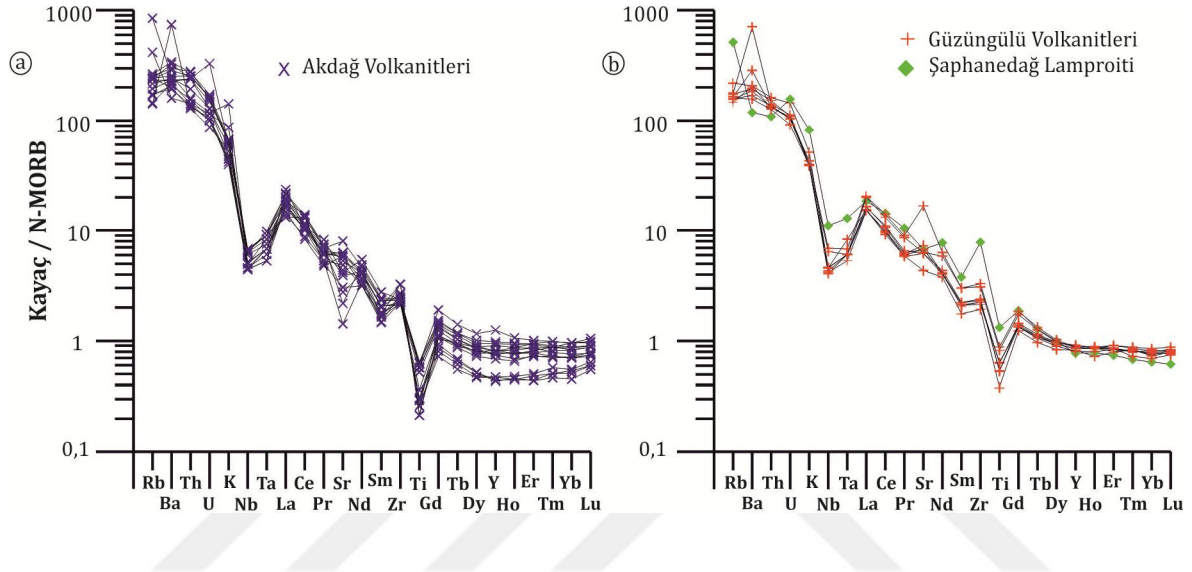 1000
100
10
1
0,1
Kayaç / N-MORB
ⓐ
Akdağ Volkanitleri
Rb Th K Ta Ce Sr Sm Ti Tb Y Er Yb
Ba U Nb La Pr Nd Zr Gd Dy Ho Tm Lu
1000
100
10
1
0,1
ⓑ
Güzüngülü Volkanitleri
Şaphanedağ Lamproiti
Rb Th K Ta Ce Sr Sm Ti Tb Y Er Yb
Ba U Nb La Pr Nd Zr Gd Dy Ho Tm Lu